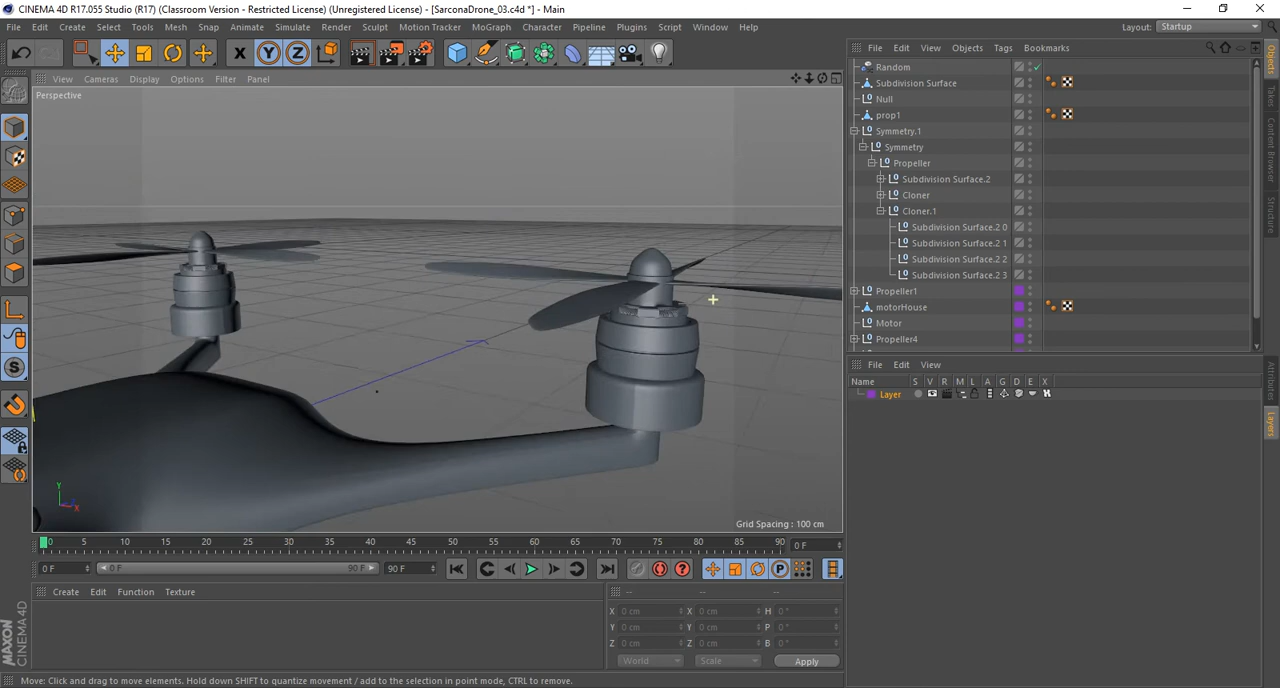 CINEMA 4D R17.055 Studio (R17) (Classroom Version - Restricted License) (Unregistered License) - [SarconaDrone_03.c4d *] - Main
File Edit Create Select Tools Mesh Snap Animate Simulate Render Sculpt Motion Tracker MoGraph Character Pipeline Plugins Script Window Help
Layout: Startup
View Cameras Display Options Filter Panel
Perspective
X Y Z
S
Grid Spacing : 100 cm
Y
X
0 5 10 15 20 25 30 35 40 45 50 55 60 65 70 75 80 85 90 0 F
0 F 0 F 90 F 90 F
P
Create Edit Function Texture
-- -- --
X 0 cm X 0 cm H 0 °
Y 0 cm Y 0 cm P 0 °
Z 0 cm Z 0 cm B 0 °
World Scale Apply
MAXON CINEMA 4D
Move: Click and drag to move elements. Hold down SHIFT to quantize movement / add to the selection in point mode, CTRL to remove.
File Edit View Objects Tags Bookmarks
Random
Subdivision Surface
Null
prop1
Symmetry.1
Symmetry
Propeller
Subdivision Surface.2
Cloner
Cloner.1
Subdivision Surface.2 0
Subdivision Surface.2 1
Subdivision Surface.2 2
Subdivision Surface.2 3
Propeller1
motorHouse
Motor
Propeller4
File Edit View
Name S V R M L A G D E X
Layer
Objects
Takes
Content Browser
Structure
Attributes
Layers